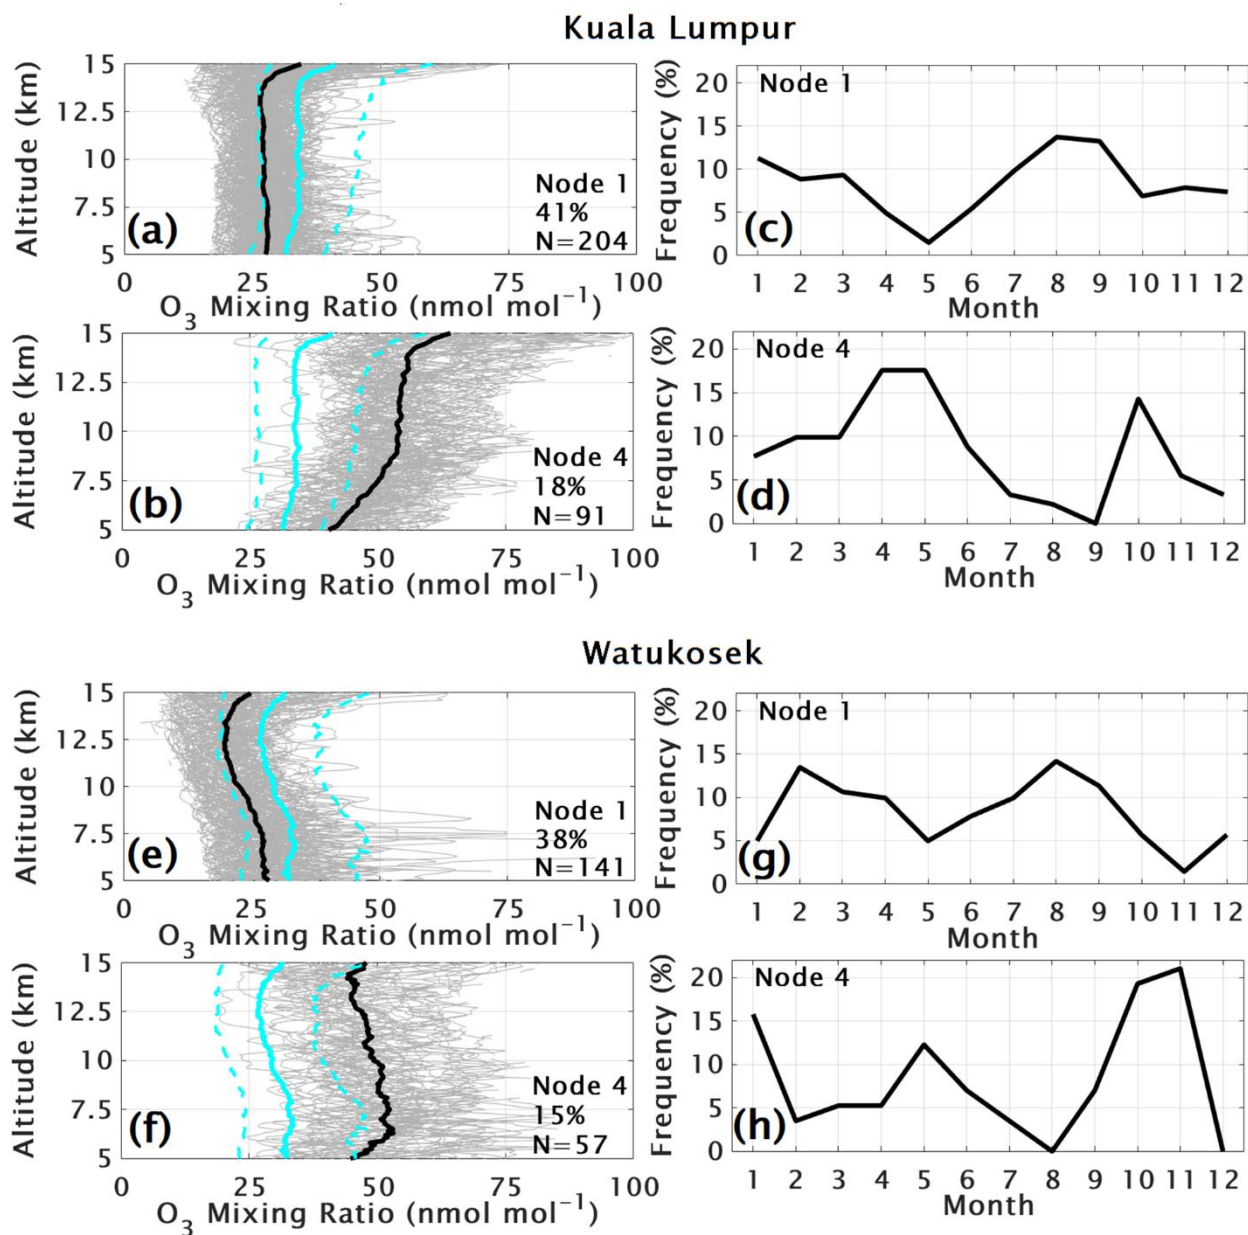 Kuala Lumpur
Altitude (km)
15
12.5
10
7.5
5
(a)
Node 1
41%
N=204
0 25 50 75 100
O₃ Mixing Ratio (nmol mol⁻¹)
Frequency (%)
20
15
10
5
0
Node 1
(c)
1 2 3 4 5 6 7 8 9 10 11 12
Month
Altitude (km)
15
12.5
10
7.5
5
(b)
Node 4
18%
N=91
0 25 50 75 100
O₃ Mixing Ratio (nmol mol⁻¹)
Frequency (%)
20
15
10
5
0
Node 4
(d)
1 2 3 4 5 6 7 8 9 10 11 12
Month
Watukosek
Altitude (km)
15
12.5
10
7.5
5
(e)
Node 1
38%
N=141
0 25 50 75 100
O₃ Mixing Ratio (nmol mol⁻¹)
Frequency (%)
20
15
10
5
0
Node 1
(g)
1 2 3 4 5 6 7 8 9 10 11 12
Month
Altitude (km)
15
12.5
10
7.5
5
(f)
Node 4
15%
N=57
0 25 50 75 100
O₃ Mixing Ratio (nmol mol⁻¹)
Frequency (%)
20
15
10
5
0
Node 4
(h)
1 2 3 4 5 6 7 8 9 10 11 12
Month